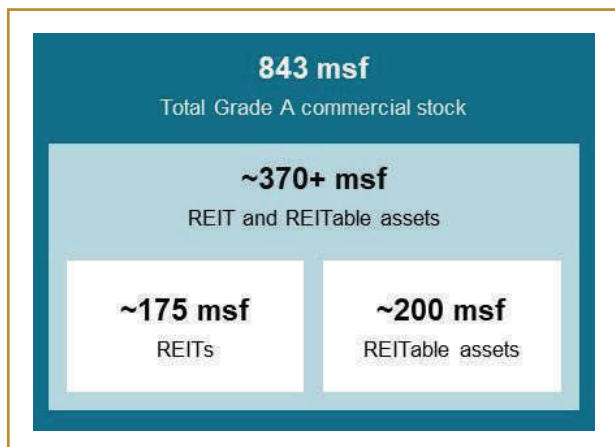 843 msf
Total Grade A commercial stock
~370+ msf
REIT and REITable assets
~175 msf
REITs
~200 msf
REITable assets